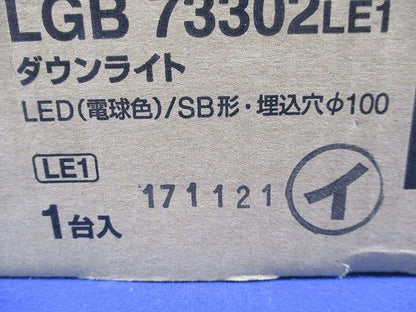 LGB 73302LE1
ダウンライト
LED(電球色)/SB形・埋込穴φ100
LE1
1台入
171121
イ